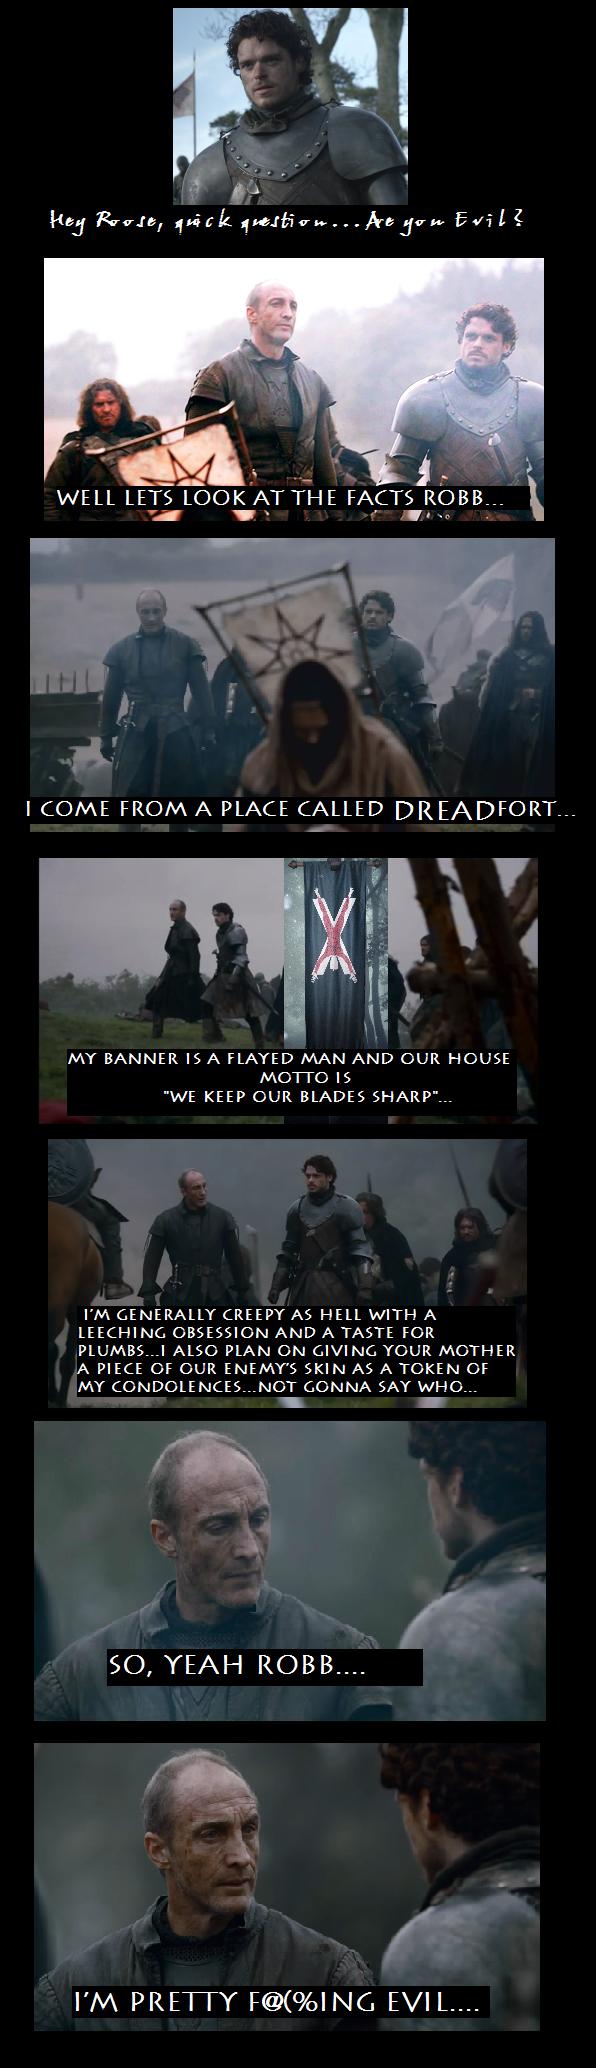 Hey Roose, quick question...Are you Evil?
WELL LETS LOOK AT THE FACTS ROBB...
I COME FROM A PLACE CALLED DREADFORT...
MY BANNER IS A FLAYED MAN AND OUR HOUSE
MOTTO IS
"WE KEEP OUR BLADES SHARP"...
I'M GENERALLY CREEPY AS HELL WITH A
LEECHING OBSESSION AND A TASTE FOR
PLUMBS...I ALSO PLAN ON GIVING YOUR MOTHER
A PIECE OF OUR ENEMY'S SKIN AS A TOKEN OF
MY CONDOLENCES...NOT GONNA SAY WHO...
SO, YEAH ROBB....
I'M PRETTY F@(%ING EVIL....